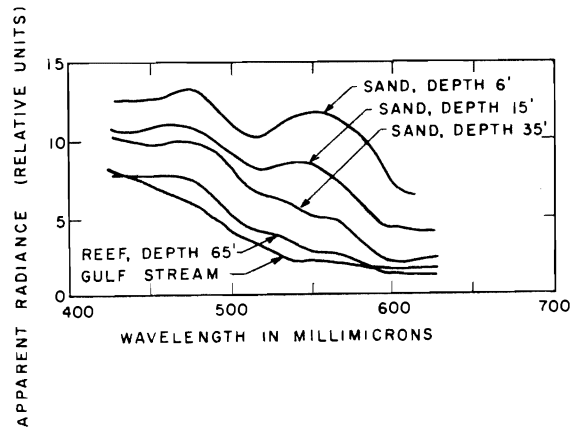 APPARENT RADIANCE (RELATIVE UNITS)
15
10
5
0
SAND, DEPTH 6'
SAND, DEPTH 15'
SAND, DEPTH 35'
REEF, DEPTH 65'
GULF STREAM
400 500 600 700
WAVELENGTH IN MILLIMICRONS